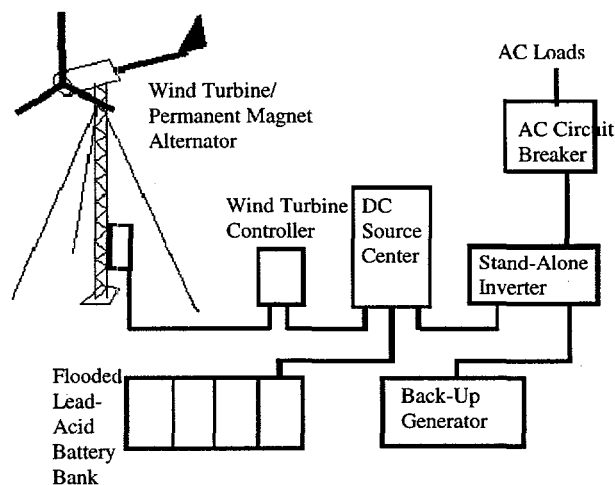 AC Loads
Wind Turbine/
Permanent Magnet
Alternator
AC Circuit
Breaker
Wind Turbine
Controller
DC
Source
Center
Stand-Alone
Inverter
Flooded
Lead-
Acid
Battery
Bank
Back-Up
Generator